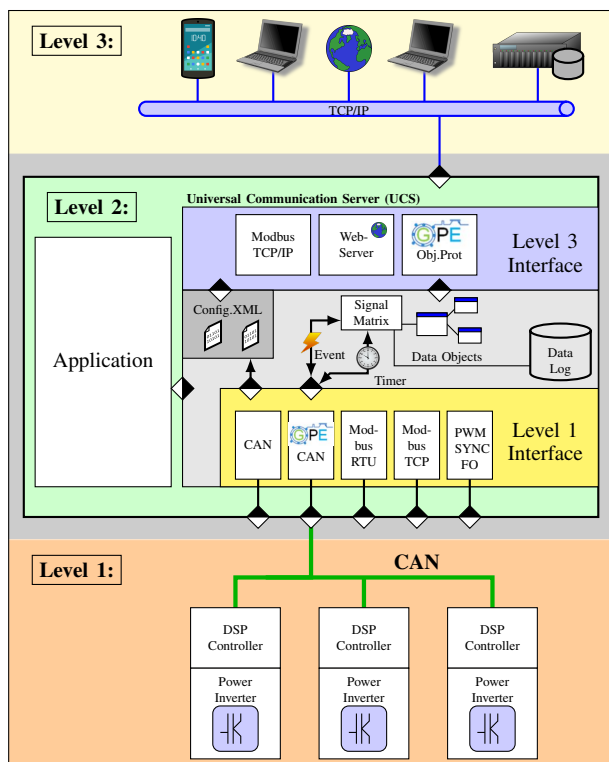 Level 3:
10:40
TCP/IP
Level 2:
Universal Communication Server (UCS)
Modbus
TCP/IP
Web-
Server
GPE
Obj.Prot
Level 3
Interface
Application
Config.XML
Signal
Matrix
Event
Timer
Data Objects
Data
Log
CAN
GPE
CAN
Mod-
bus
RTU
Mod-
bus
TCP
PWM
SYNC
FO
Level 1
Interface
Level 1:
CAN
DSP
Controller
Power
Inverter
DSP
Controller
Power
Inverter
DSP
Controller
Power
Inverter